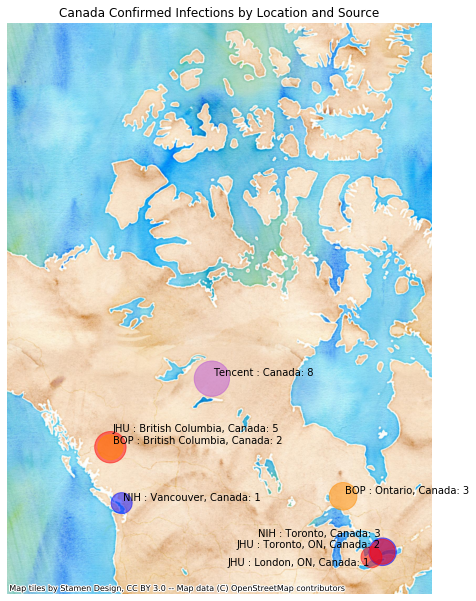 Canada Confirmed Infections by Location and Source
Tencent : Canada: 8
JHU : British Columbia, Canada: 5
BOP : British Columbia, Canada: 2
BOP : Ontario, Canada: 3
NIH : Vancouver, Canada: 1
NIH : Toronto, Canada: 3
JHU : Toronto, ON, Canada: 2
JHU : London, ON, Canada: 1
Map tiles by Stamen Design, CC BY 3.0 -- Map data (C) OpenStreetMap contributors